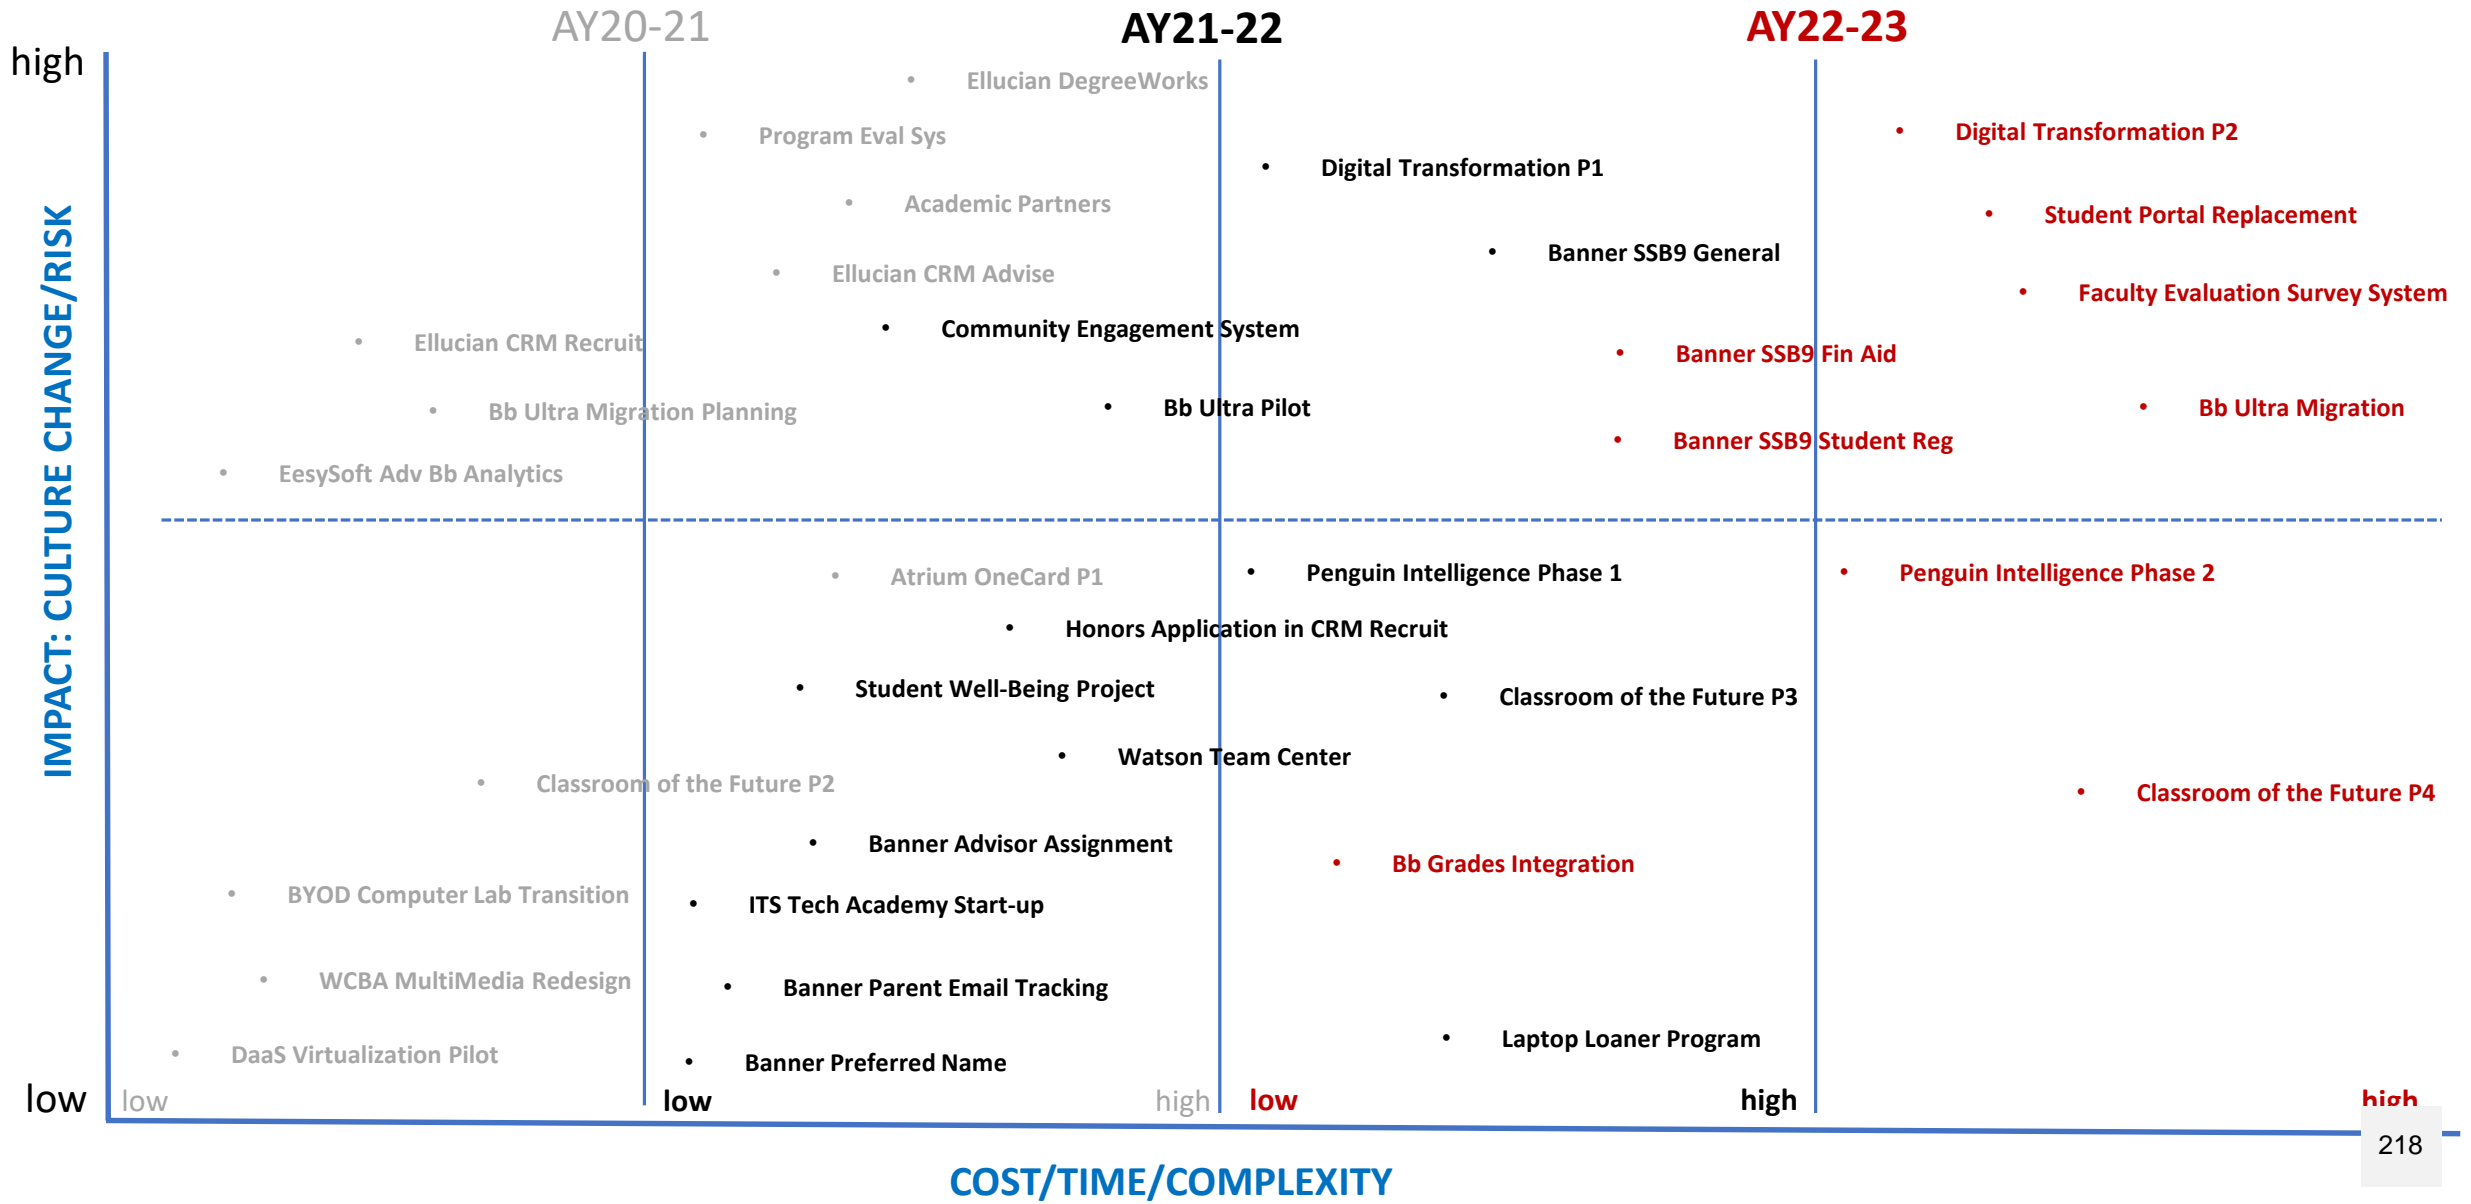 AY20-21
AY21-22
AY22-23
high
Ellucian DegreeWorks
Program Eval Sys
Digital Transformation P2
Digital Transformation P1
Academic Partners
Student Portal Replacement
Banner SSB9 General
Ellucian CRM Advise
Faculty Evaluation Survey System
Community Engagement System
Ellucian CRM Recruit
Banner SSB9 Fin Aid
Bb Ultra Migration Planning
Bb Ultra Pilot
Bb Ultra Migration
Banner SSB9 Student Reg
EesySoft Adv Bb Analytics
IMPACT: CULTURE CHANGE/RISK
Atrium OneCard P1
Penguin Intelligence Phase 1
Penguin Intelligence Phase 2
Honors Application in CRM Recruit
Student Well-Being Project
Classroom of the Future P3
Watson Team Center
Classroom of the Future P2
Classroom of the Future P4
Banner Advisor Assignment
Bb Grades Integration
BYOD Computer Lab Transition
ITS Tech Academy Start-up
WCBA MultiMedia Redesign
Banner Parent Email Tracking
Laptop Loaner Program
DaaS Virtualization Pilot
Banner Preferred Name
low
low
low
high
low
high
high
218
COST/TIME/COMPLEXITY